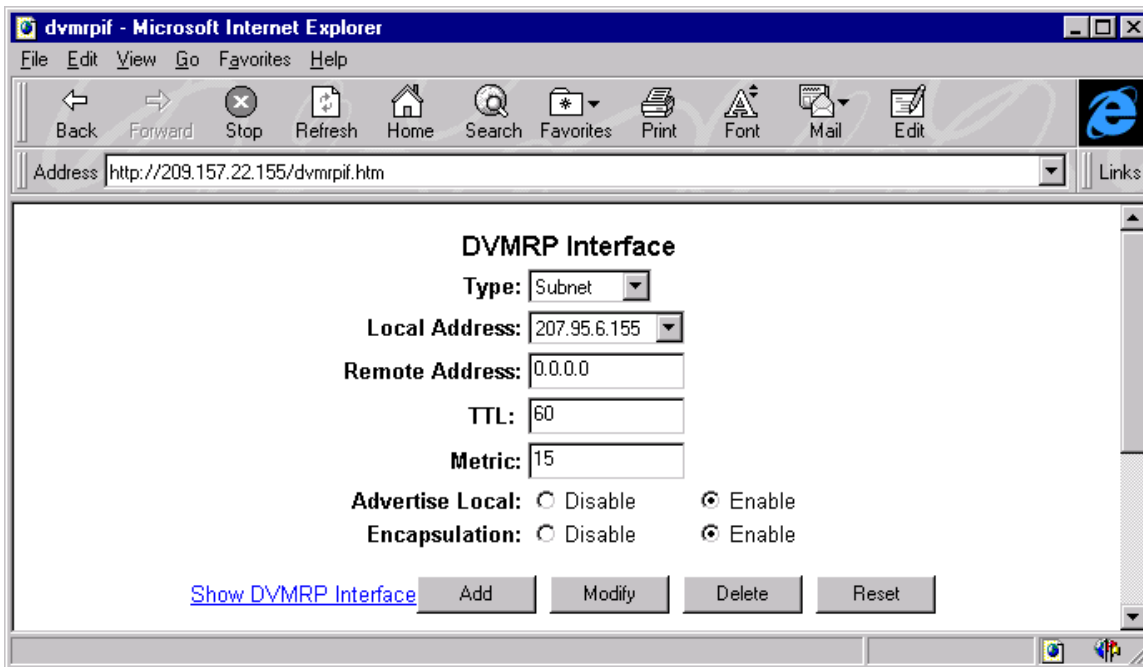 dvmrpif - Microsoft Internet Explorer
File Edit View Go Favorites Help
Back Forward Stop Refresh Home Search Favorites Print Font Mail Edit
Address http://209.157.22.155/dvmrpif.htm Links
DVMRP Interface
Type: Subnet
Local Address: 207.95.6.155
Remote Address: 0.0.0.0
TTL: 60
Metric: 15
Advertise Local: Disable Enable
Encapsulation: Disable Enable
Show DVMRP Interface Add Modify Delete Reset